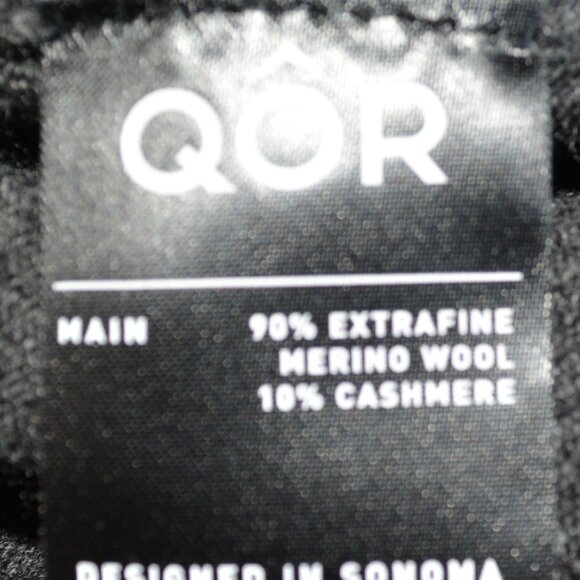 QÔR
MAIN 90% EXTRAFINE
MERINO WOOL
10% CASHMERE
DESIGNED IN SONOMA